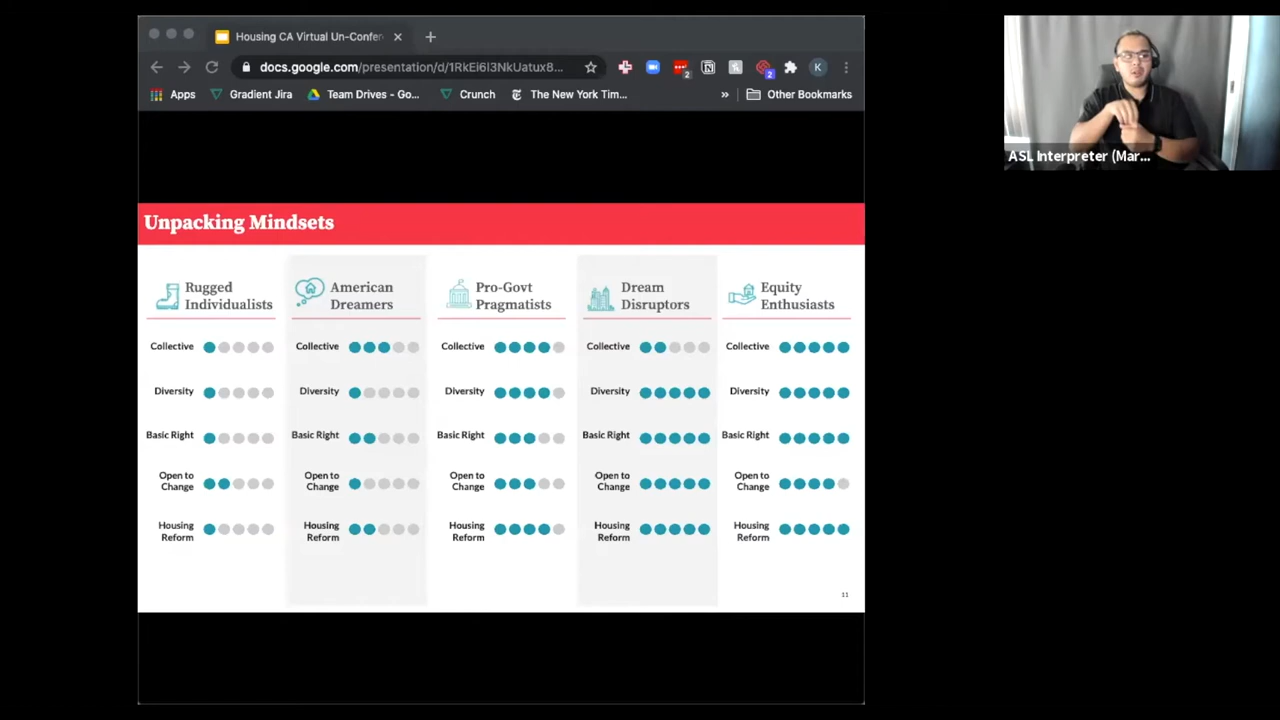 Housing CA Virtual Un-Confer
docs.google.com/presentation/d/1RkEi6I3NkUatux8...
2
2
K
Apps
Gradient Jira
Team Drives - Go...
Crunch
The New York Tim...
»
Other Bookmarks
ASL Interpreter (Mar...
Unpacking Mindsets
Rugged
Individualists
Collective
Diversity
Basic Right
Open to
Change
Housing
Reform
American
Dreamers
Collective
Diversity
Basic Right
Open to
Change
Housing
Reform
Pro-Govt
Pragmatists
Collective
Diversity
Basic Right
Open to
Change
Housing
Reform
Dream
Disruptors
Collective
Diversity
Basic Right
Open to
Change
Housing
Reform
Equity
Enthusiasts
Collective
Diversity
Basic Right
Open to
Change
Housing
Reform
11